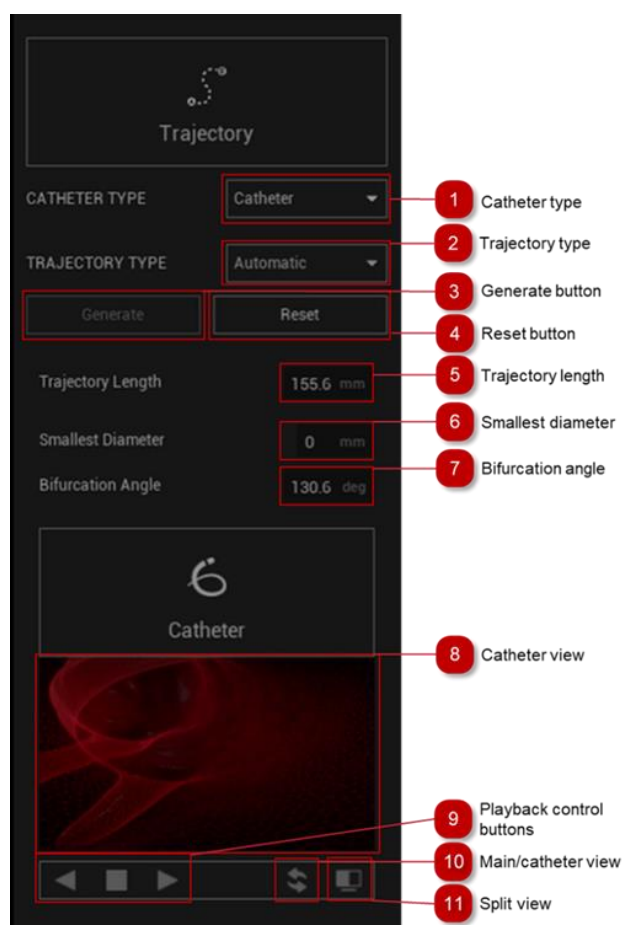 Trajectory
CATHETER TYPE
Catheter
1 Catheter type
2 Trajectory type
TRAJECTORY TYPE
Automatic
3 Generate button
Generate
Reset
4 Reset button
Trajectory Length
155.6 mm
5 Trajectory length
6 Smallest diameter
Smallest Diameter
0 mm
7 Bifurcation angle
Bifurcation Angle
130.6 deg
Catheter
8 Catheter view
9 Playback control
buttons
10 Main/catheter view
11 Split view